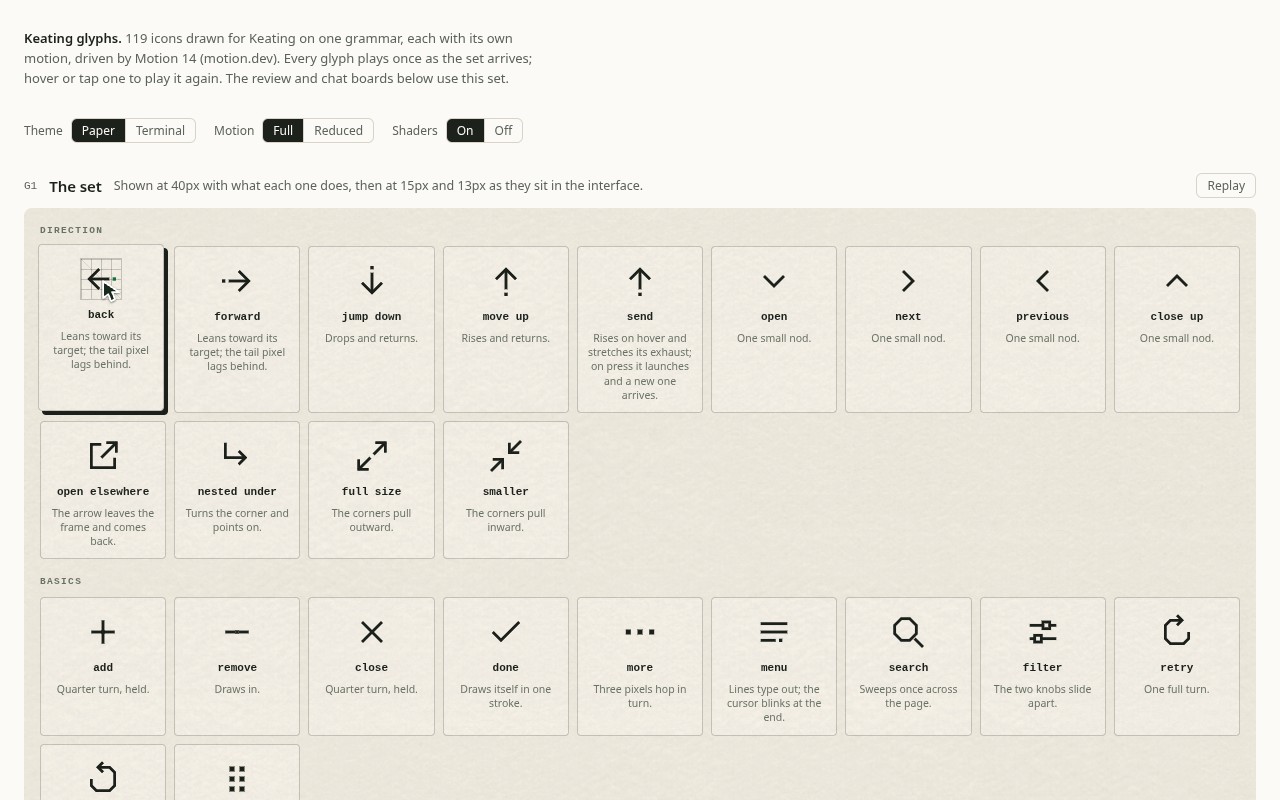 Keating glyphs. 119 icons drawn for Keating on one grammar, each with its own
motion, driven by Motion 14 (motion.dev). Every glyph plays once as the set arrives;
hover or tap one to play it again. The review and chat boards below use this set.
Theme Paper Terminal Motion Full Reduced Shaders On Off
G1 The set Shown at 40px with what each one does, then at 15px and 13px as they sit in the interface. Replay
DIRECTION
back
Leans toward its
target; the tail pixel
lags behind.
forward
Leans toward its
target; the tail pixel
lags behind.
jump down
Drops and returns.
move up
Rises and returns.
send
Rises on hover and
stretches its exhaust;
on press it launches
and a new one
arrives.
open
One small nod.
next
One small nod.
previous
One small nod.
close up
One small nod.
open elsewhere
The arrow leaves the
frame and comes
back.
nested under
Turns the corner and
points on.
full size
The corners pull
outward.
smaller
The corners pull
inward.
BASICS
add
Quarter turn, held.
remove
Draws in.
close
Quarter turn, held.
done
Draws itself in one
stroke.
more
Three pixels hop in
turn.
menu
Lines type out; the
cursor blinks at the
end.
search
Sweeps once across
the page.
filter
The two knobs slide
apart.
retry
One full turn.